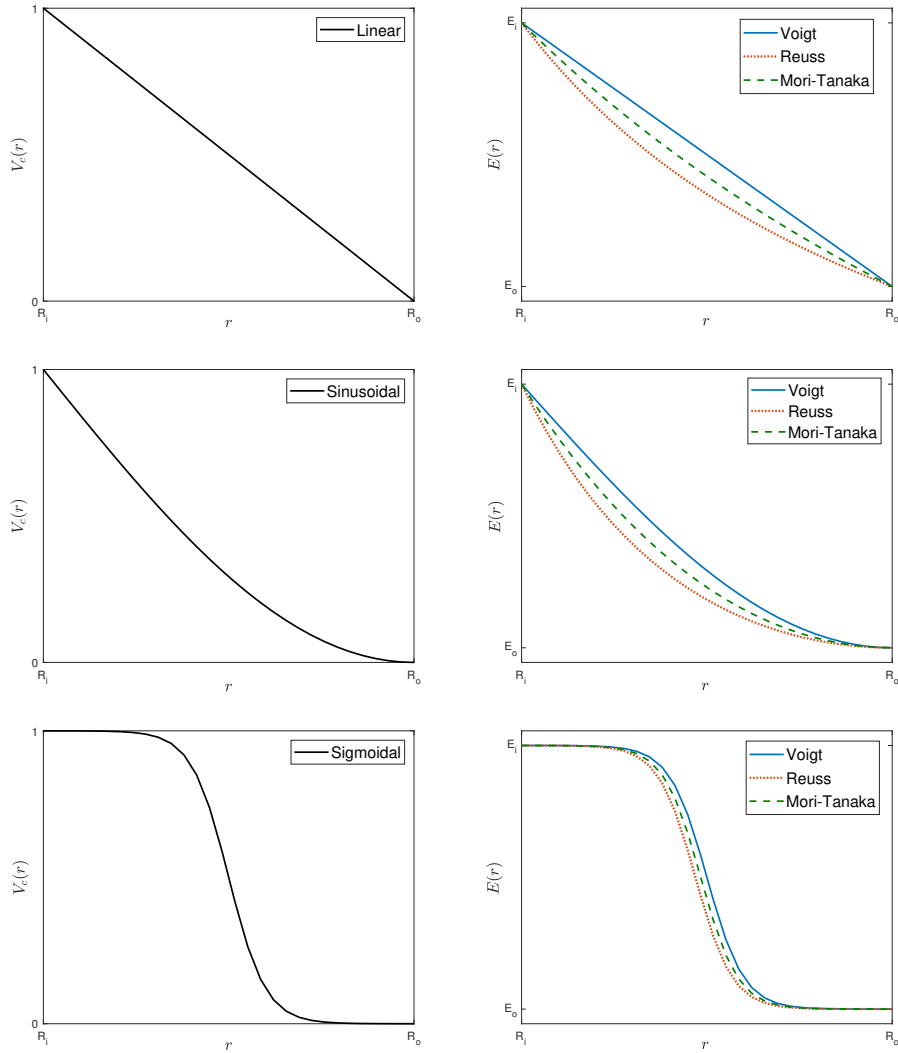 1
Linear
V_c(r)
0
R_i
r
R_o
E_i
Voigt
Reuss
Mori-Tanaka
E(r)
E_o
R_i
r
R_o
1
Sinusoidal
V_c(r)
0
R_i
r
R_o
E_i
Voigt
Reuss
Mori-Tanaka
E(r)
E_o
R_i
r
R_o
1
Sigmoidal
V_c(r)
0
R_i
r
R_o
E_i
Voigt
Reuss
Mori-Tanaka
E(r)
E_o
R_i
r
R_o